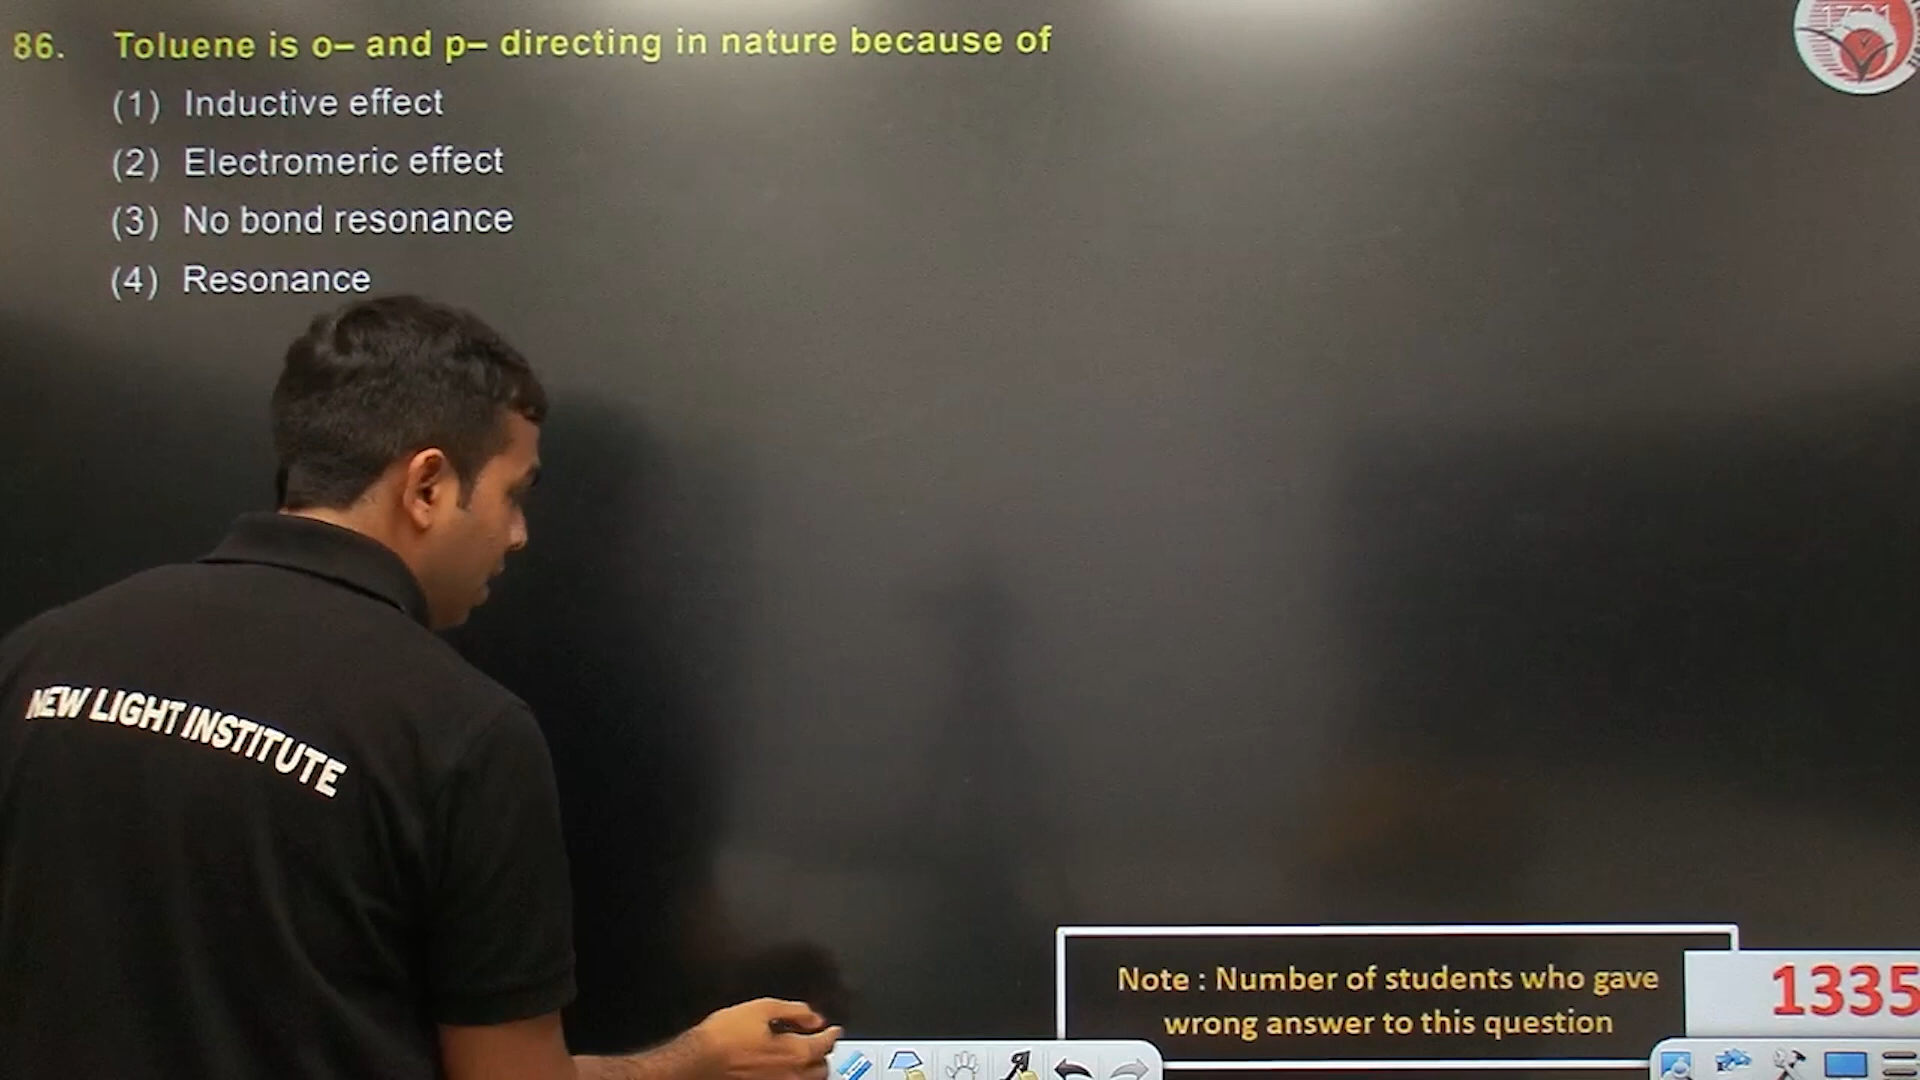 86. Toluene is o– and p– directing in nature because of
(1) Inductive effect
(2) Electromeric effect
(3) No bond resonance
(4) Resonance
NEW LIGHT INSTITUTE
Note : Number of students who gave
wrong answer to this question
1335